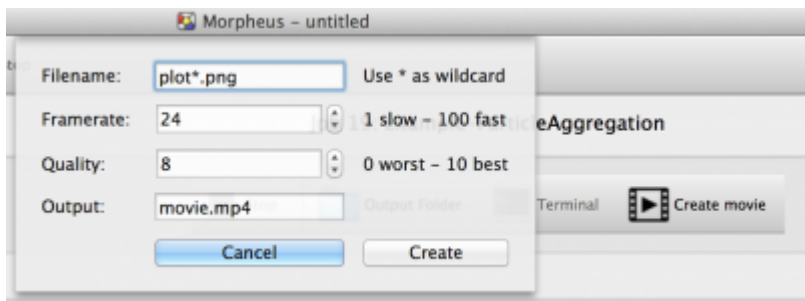 Morpheus – untitled
Filename: plot*.png Use * as wildcard
Framerate: 24 1 slow – 100 fast
eAggregation
Quality: 8 0 worst – 10 best
Output: movie.mp4 Output Folder Terminal Create movie
Cancel Create